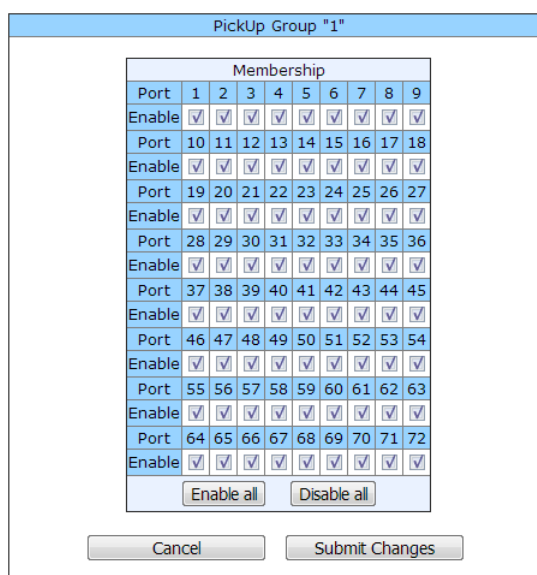 PickUp Group "1"
Membership
Port 1 2 3 4 5 6 7 8 9
Enable
Port 10 11 12 13 14 15 16 17 18
Enable
Port 19 20 21 22 23 24 25 26 27
Enable
Port 28 29 30 31 32 33 34 35 36
Enable
Port 37 38 39 40 41 42 43 44 45
Enable
Port 46 47 48 49 50 51 52 53 54
Enable
Port 55 56 57 58 59 60 61 62 63
Enable
Port 64 65 66 67 68 69 70 71 72
Enable
Enable all Disable all
Cancel Submit Changes